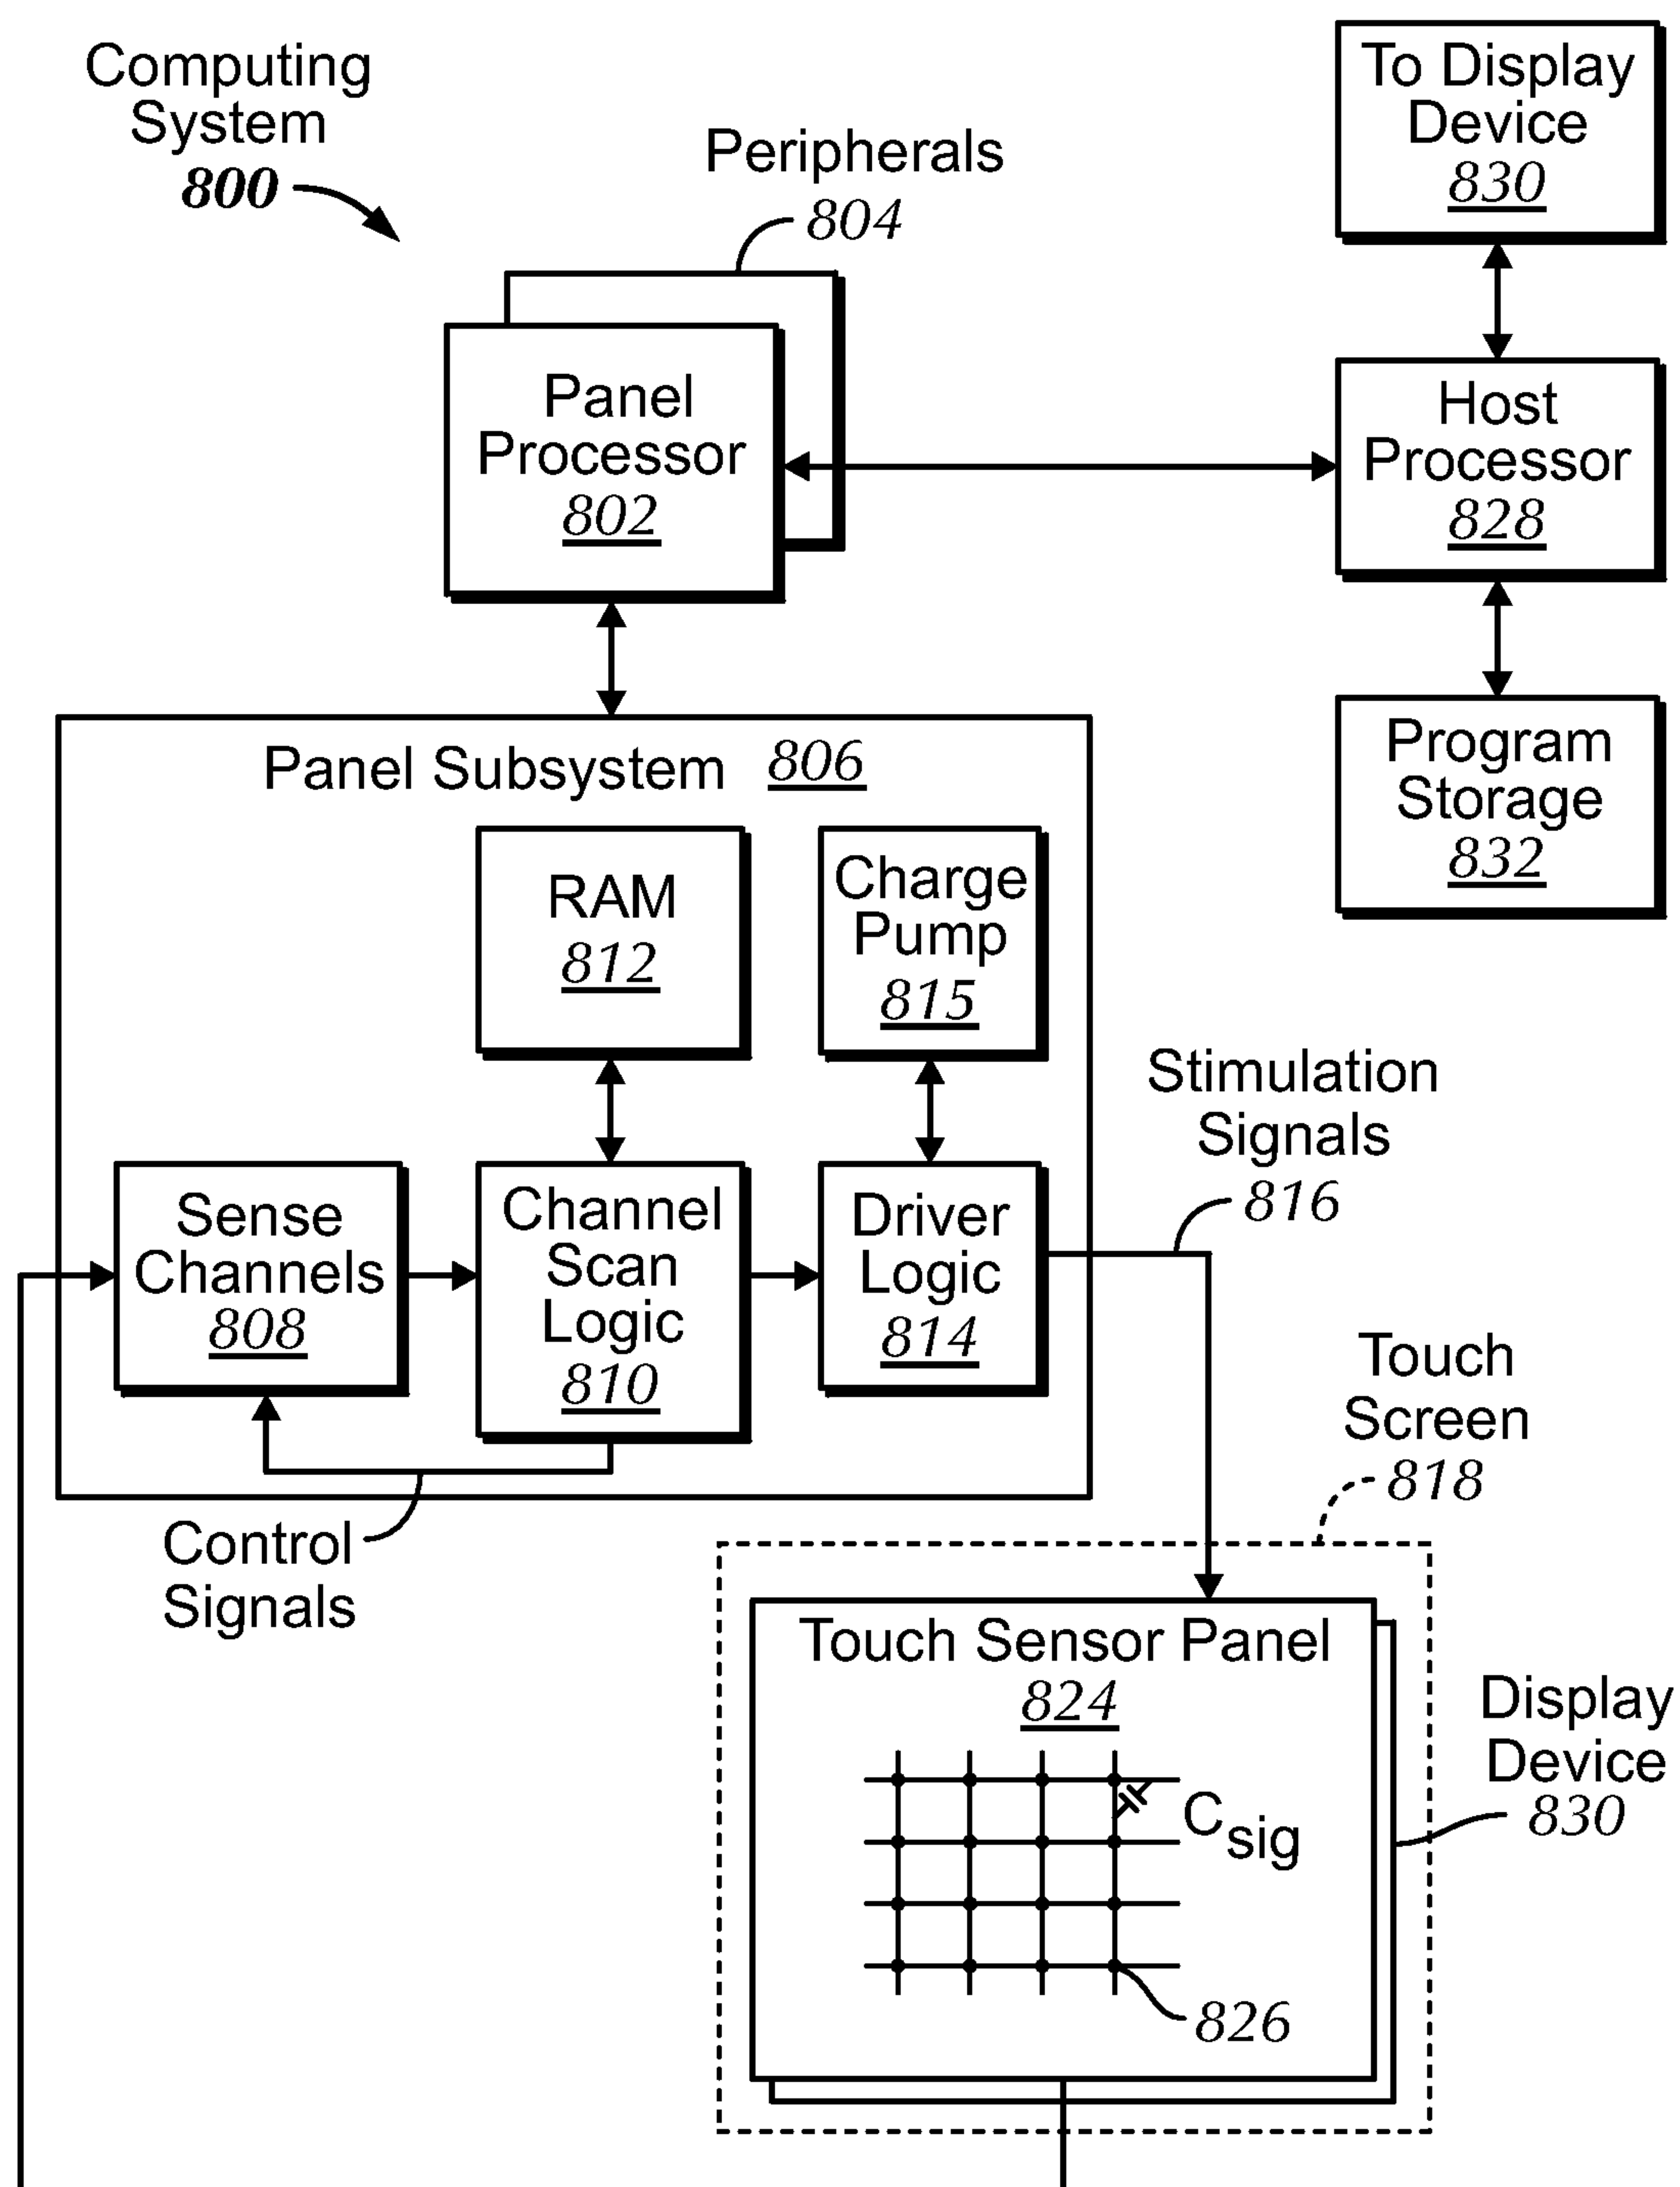 Computing
System
800
Peripherals
804
To Display
Device
830
Panel
Processor
802
Host
Processor
828
Program
Storage
832
Panel Subsystem 806
RAM
812
Charge
Pump
815
Stimulation
Signals
816
Sense
Channels
808
Channel
Scan
Logic
810
Driver
Logic
814
Control
Signals
Touch
Screen
818
Touch Sensor Panel
824
Csig
826
Display
Device
830